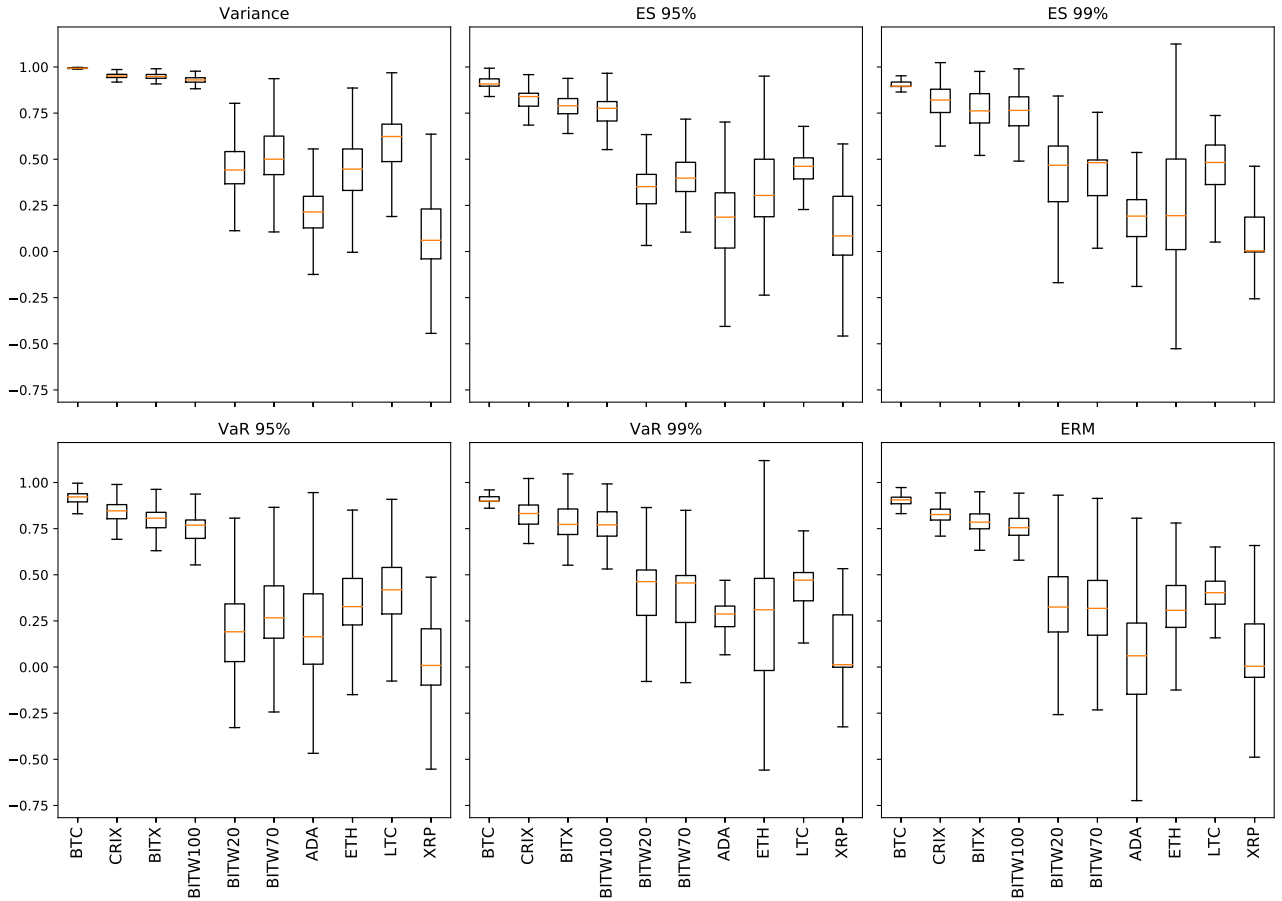 Variance
ES 95%
ES 99%
1.00
0.75
0.50
0.25
0.00
−0.25
−0.50
−0.75
VaR 95%
VaR 99%
ERM
1.00
0.75
0.50
0.25
0.00
−0.25
−0.50
−0.75
BTC
CRIX
BITX
BITW100
BITW20
BITW70
ADA
ETH
LTC
XRP
BTC
CRIX
BITX
BITW100
BITW20
BITW70
ADA
ETH
LTC
XRP
BTC
CRIX
BITX
BITW100
BITW20
BITW70
ADA
ETH
LTC
XRP